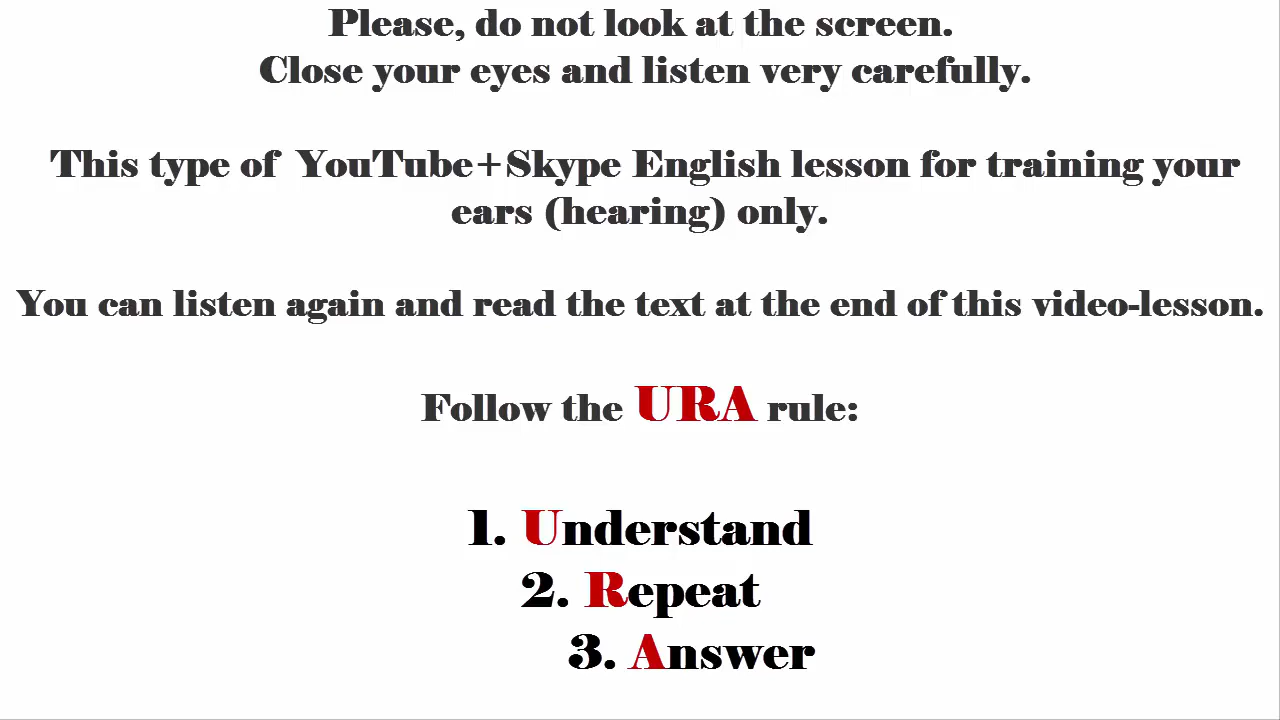 Please, do not look at the screen.
Close your eyes and listen very carefully.
This type of YouTube+Skype English lesson for training your
ears (hearing) only.
You can listen again and read the text at the end of this video-lesson.
Follow the URA rule:
1. Understand
2. Repeat
3. Answer